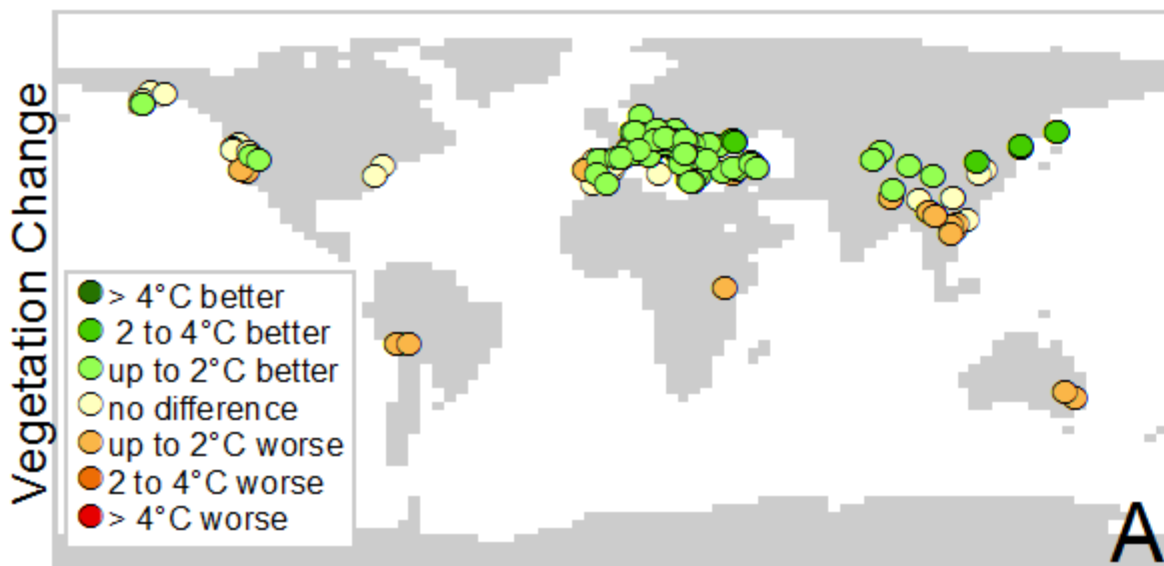 Vegetation Change
> 4°C better
2 to 4°C better
up to 2°C better
no difference
up to 2°C worse
2 to 4°C worse
> 4°C worse
A